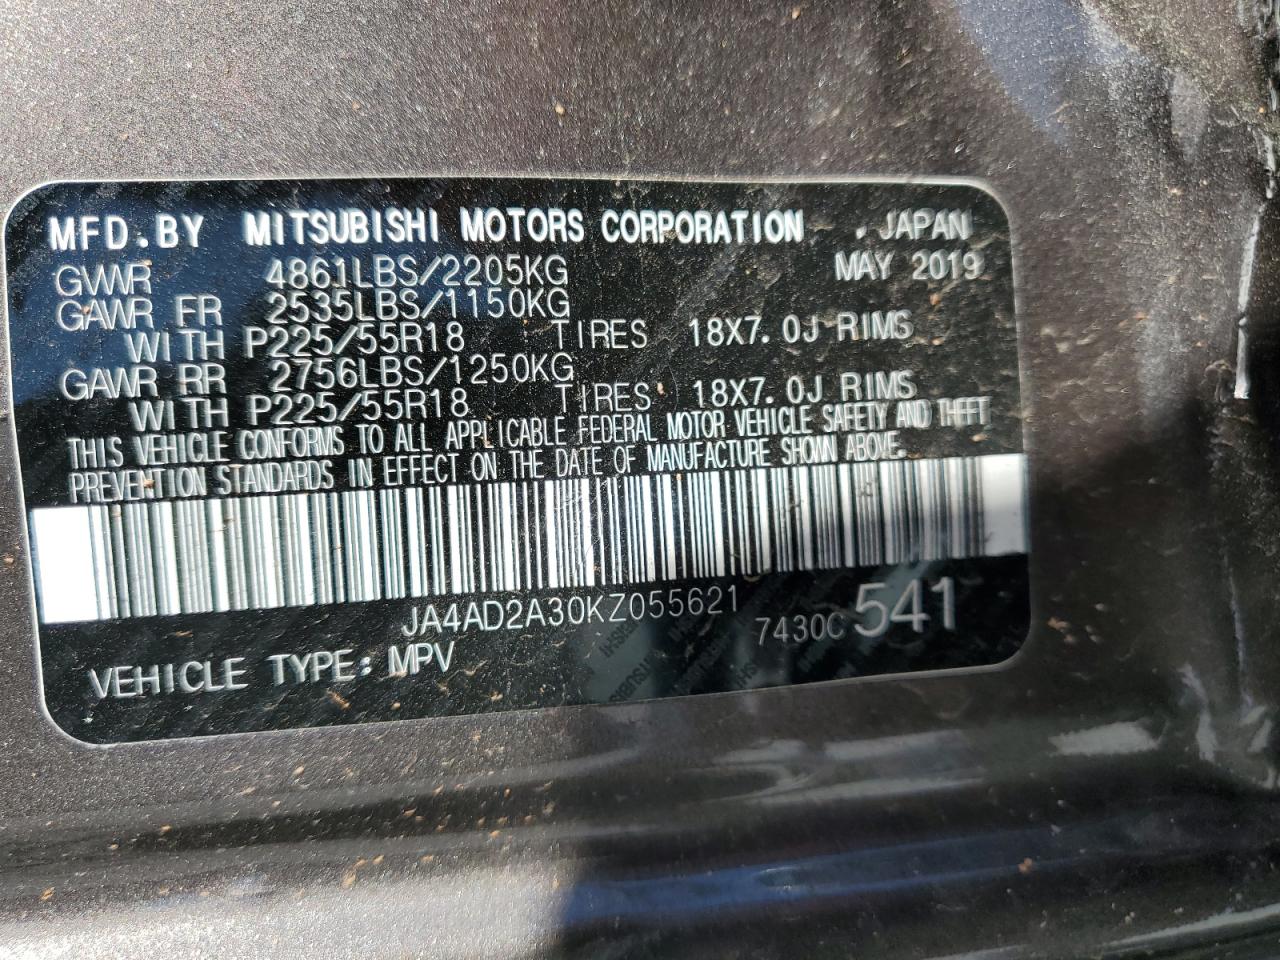 MFD.BY MITSUBISHI MOTORS CORPORATION . JAPAN
GVWR 4861LBS/2205KG MAY 2019
GAWR FR 2535LBS/1150KG
WITH P225/55R18 TIRES 18X7.0J RIMS
GAWR RR 2756LBS/1250KG
WITH P225/55R18 TIRES 18X7.0J RIMS
THIS VEHICLE CONFORMS TO ALL APPLICABLE FEDERAL MOTOR VEHICLE SAFETY AND THEFT
PREVENTION STANDARDS IN EFFECT ON THE DATE OF MANUFACTURE SHOWN ABOVE.
JA4AD2A30KZ055621
7430C 541
VEHICLE TYPE: MPV